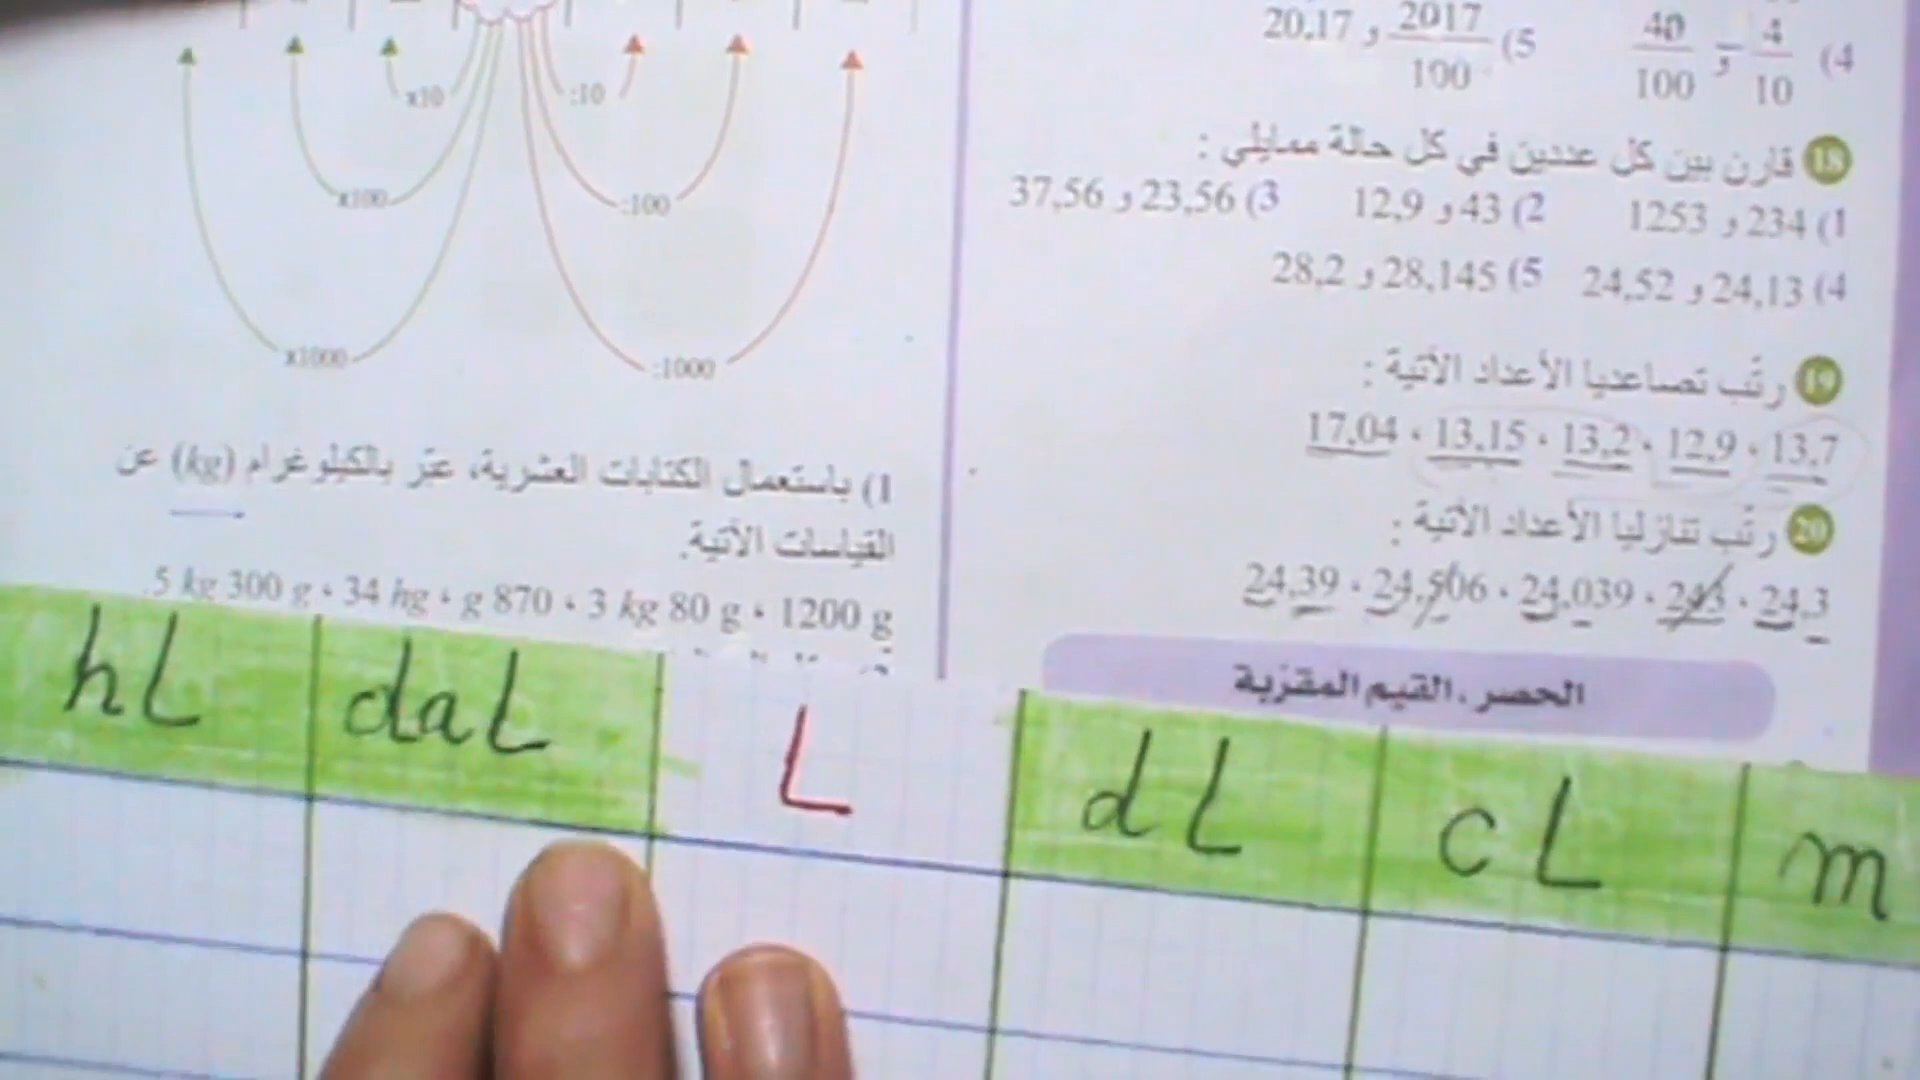 4) 4/10 و 40/100 5) 2017/100 و 20,17
18 قارن بين كل عددين في كل حالة ممايلي :
1) 234 و 1253 2) 43 و 12,9 3) 23,56 و 37,56
4) 24,13 و 24,52 5) 28,145 و 28,2
19 رتّب تصاعديا الأعداد الآتية :
13,7 ، 12,9 ، 13,2 ، 13,15 ، 17,04
20 رتّب تنازليا الأعداد الآتية :
24,3 ، 243 ، 24,039 ، 24,506 ، 24,39
الحصر . القيم المقرّبة
x10 :10
x100 :100
x1000 :1000
1) باستعمال الكتابات العشرية، عبّر بالكيلوغرام (kg) عن
القياسات الآتية.
5 kg 300 g ، 34 hg ، g 870 ، 3 kg 80 g ، 1200 g.
hL daL L dL cL m